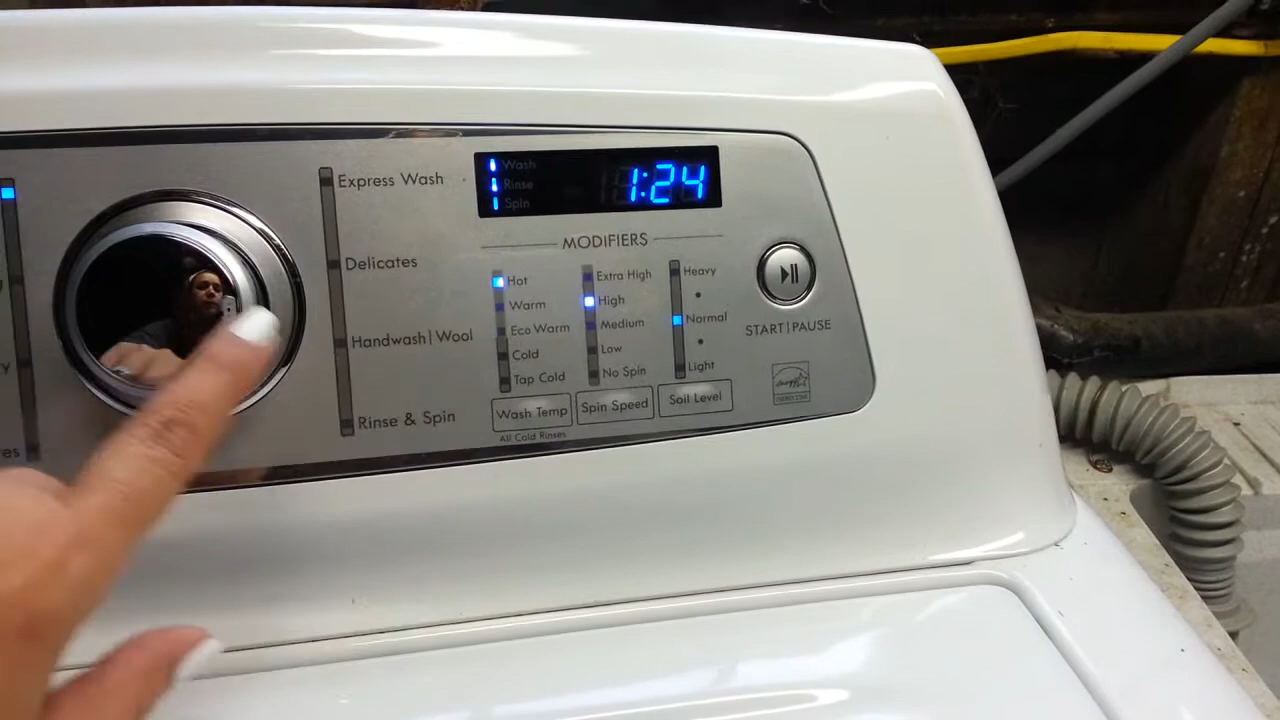 Express Wash
Delicates
Handwash|Wool
Rinse & Spin
Wash
Rinse
Spin
1:24
MODIFIERS
Hot
Warm
Eco Warm
Cold
Tap Cold
Wash Temp
All Cold Rinses
Extra High
High
Medium
Low
No Spin
Spin Speed
Heavy
Normal
Light
Soil Level
START|PAUSE
ENERGY STAR